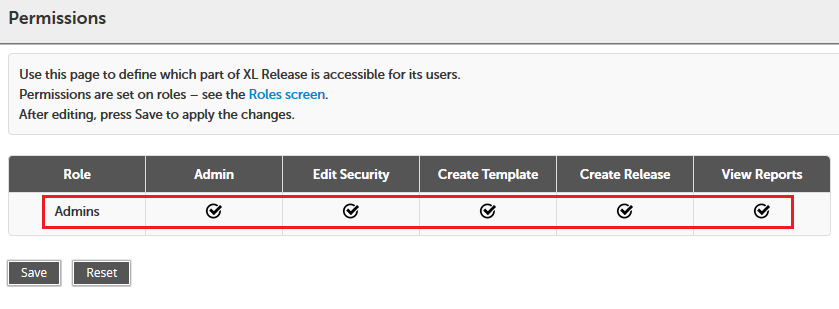 Permissions
Use this page to define which part of XL Release is accessible for its users.
Permissions are set on roles – see the Roles screen.
After editing, press Save to apply the changes.
Role Admin Edit Security Create Template Create Release View Reports
Admins
Save Reset